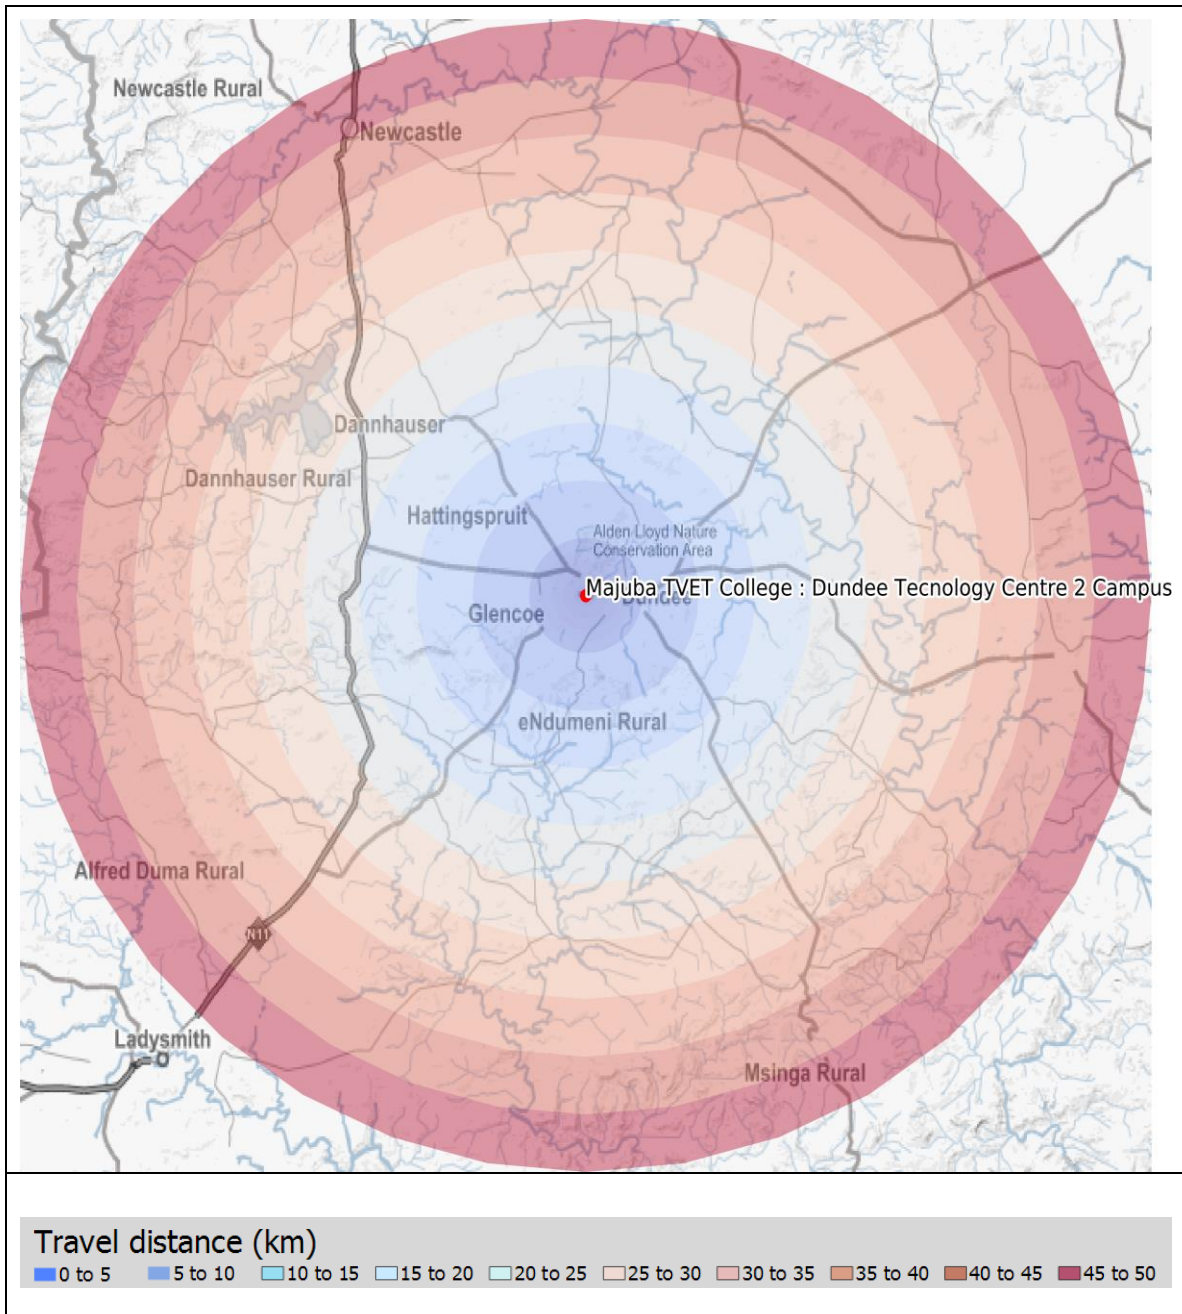 Newcastle Rural
Newcastle
Dannhauser
Dannhauser Rural
Hattingspruit
Alden Lloyd Nature
Conservation Area
Majuba TVET College : Dundee Tecnology Centre 2 Campus
Dundee
Glencoe
eNdumeni Rural
Alfred Duma Rural
N11
Ladysmith
Msinga Rural
Travel distance (km)
0 to 5 5 to 10 10 to 15 15 to 20 20 to 25 25 to 30 30 to 35 35 to 40 40 to 45 45 to 50